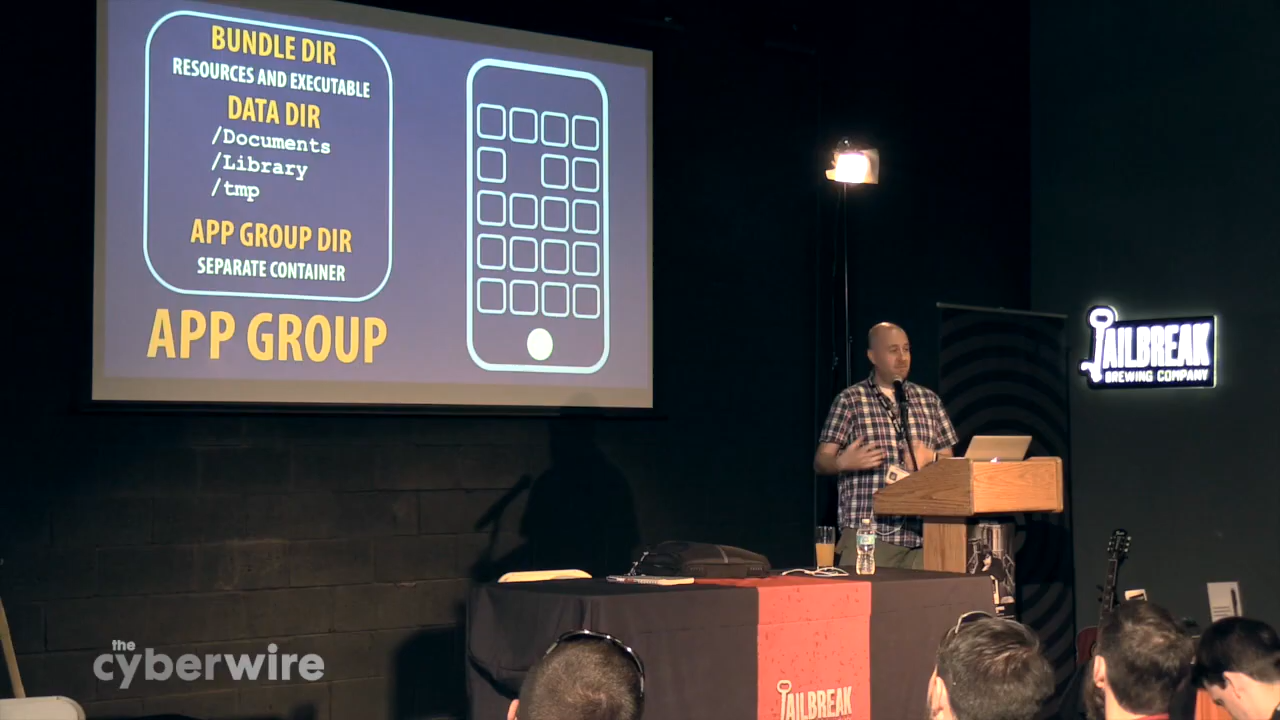 BUNDLE DIR
RESOURCES AND EXECUTABLE
DATA DIR
/Documents
/Library
/tmp
APP GROUP DIR
SEPARATE CONTAINER
APP GROUP
JAILBREAK
BREWING COMPANY
the
cyberwire
JAILBREAK